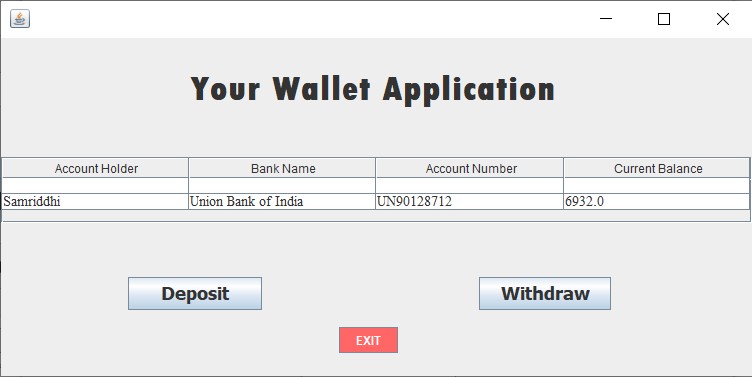 Your Wallet Application
Account Holder Bank Name Account Number Current Balance
Samriddhi Union Bank of India UN90128712 6932.0
Deposit Withdraw
EXIT